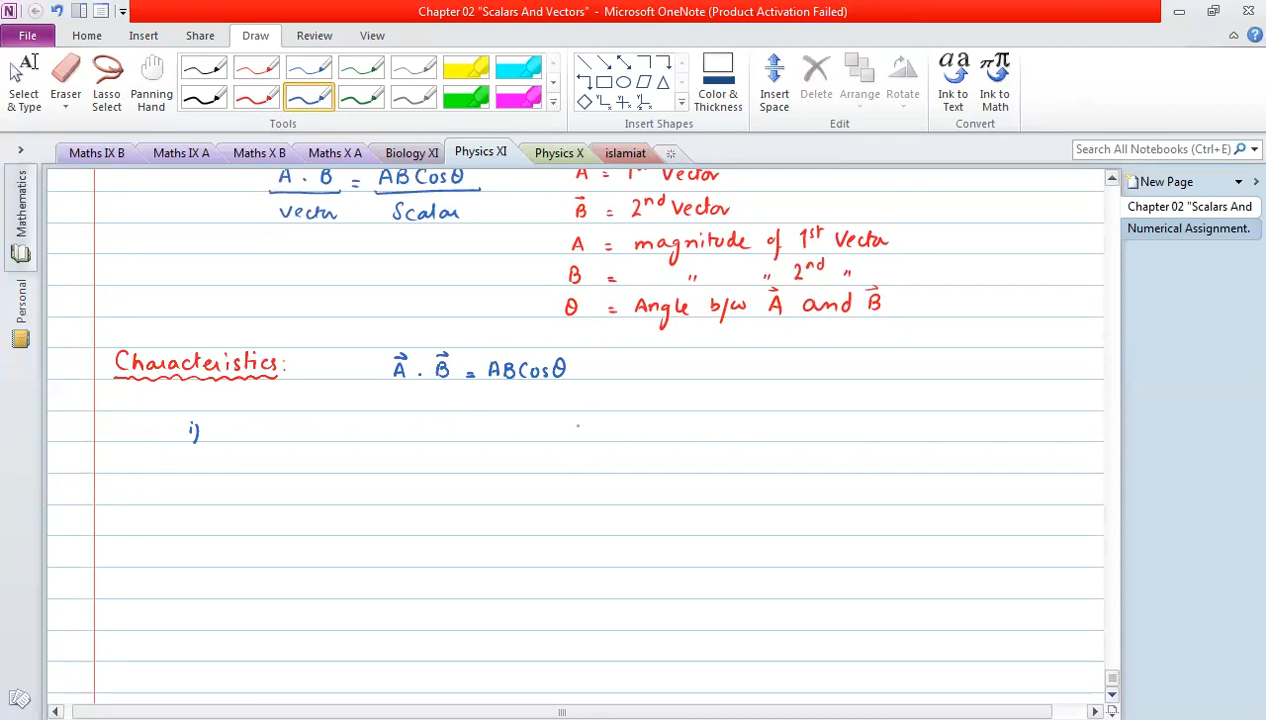 Chapter 02 "Scalars And Vectors" - Microsoft OneNote (Product Activation Failed)
File Home Insert Share Draw Review View
Select & Type
Eraser
Lasso Select
Panning Hand
Color & Thickness
Insert Space
Delete
Arrange
Rotate
Ink to Text
Ink to Math
Tools Insert Shapes Edit Convert
Maths IX B Maths IX A Maths X B Maths X A Biology XI Physics XI Physics X islamiat
Search All Notebooks (Ctrl+E)
New Page
Chapter 02 "Scalars And
Numerical Assignment.
Mathematics
Personal
A . B = ABCosθ
Vector Scalar
A = 1st Vector
B⃗ = 2nd Vector
A = magnitude of 1st Vector
B = " " 2nd "
θ = Angle b/w A⃗ and B⃗
Characteristics: A⃗ . B⃗ = ABCosθ
i)